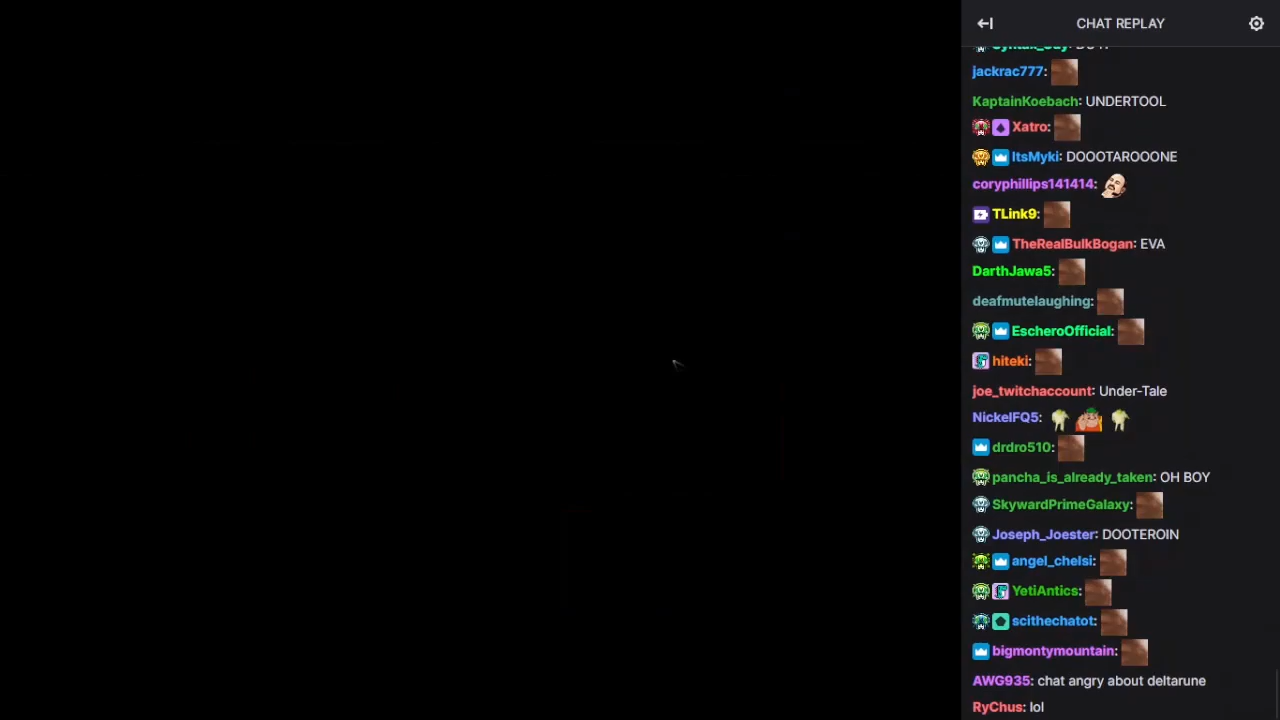 CHAT REPLAY
jackrac777:
KaptainKoebach: UNDERTOOL
Xatro:
ItsMyki: DOOOTAROOONE
coryphillips141414:
TLink9:
TheRealBulkBogan: EVA
DarthJawa5:
deafmutelaughing:
EscheroOfficial:
hiteki:
joe_twitchaccount: Under-Tale
NickelFQ5:
drdro510:
pancha_is_already_taken: OH BOY
SkywardPrimeGalaxy:
Joseph_Joester: DOOTEROIN
angel_chelsi:
YetiAntics:
scithechatot:
bigmontymountain:
AWG935: chat angry about deltarune
RyChus: lol